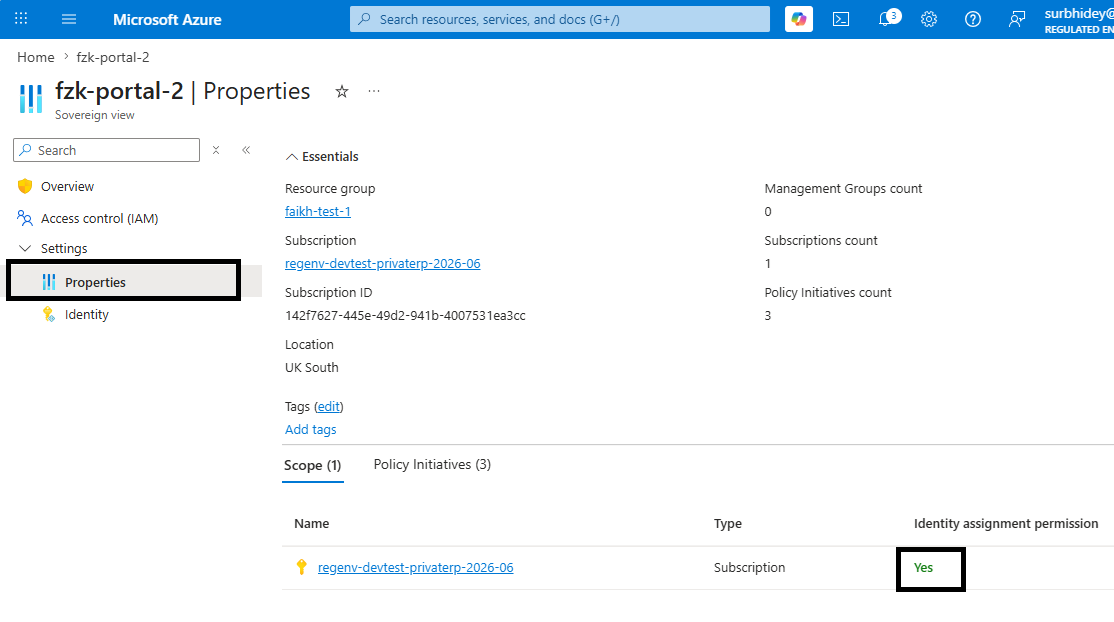 Microsoft Azure
Search resources, services, and docs (G+/)
3
surbhidey@
REGULATED EN
Home > fzk-portal-2
fzk-portal-2 | Properties
Sovereign view
Search
Overview
Access control (IAM)
Settings
Properties
Identity
Essentials
Resource group
faikh-test-1
Subscription
regenv-devtest-privaterp-2026-06
Subscription ID
142f7627-445e-49d2-941b-4007531ea3cc
Location
UK South
Management Groups count
0
Subscriptions count
1
Policy Initiatives count
3
Tags (edit)
Add tags
Scope (1) Policy Initiatives (3)
Name Type Identity assignment permission
regenv-devtest-privaterp-2026-06 Subscription Yes